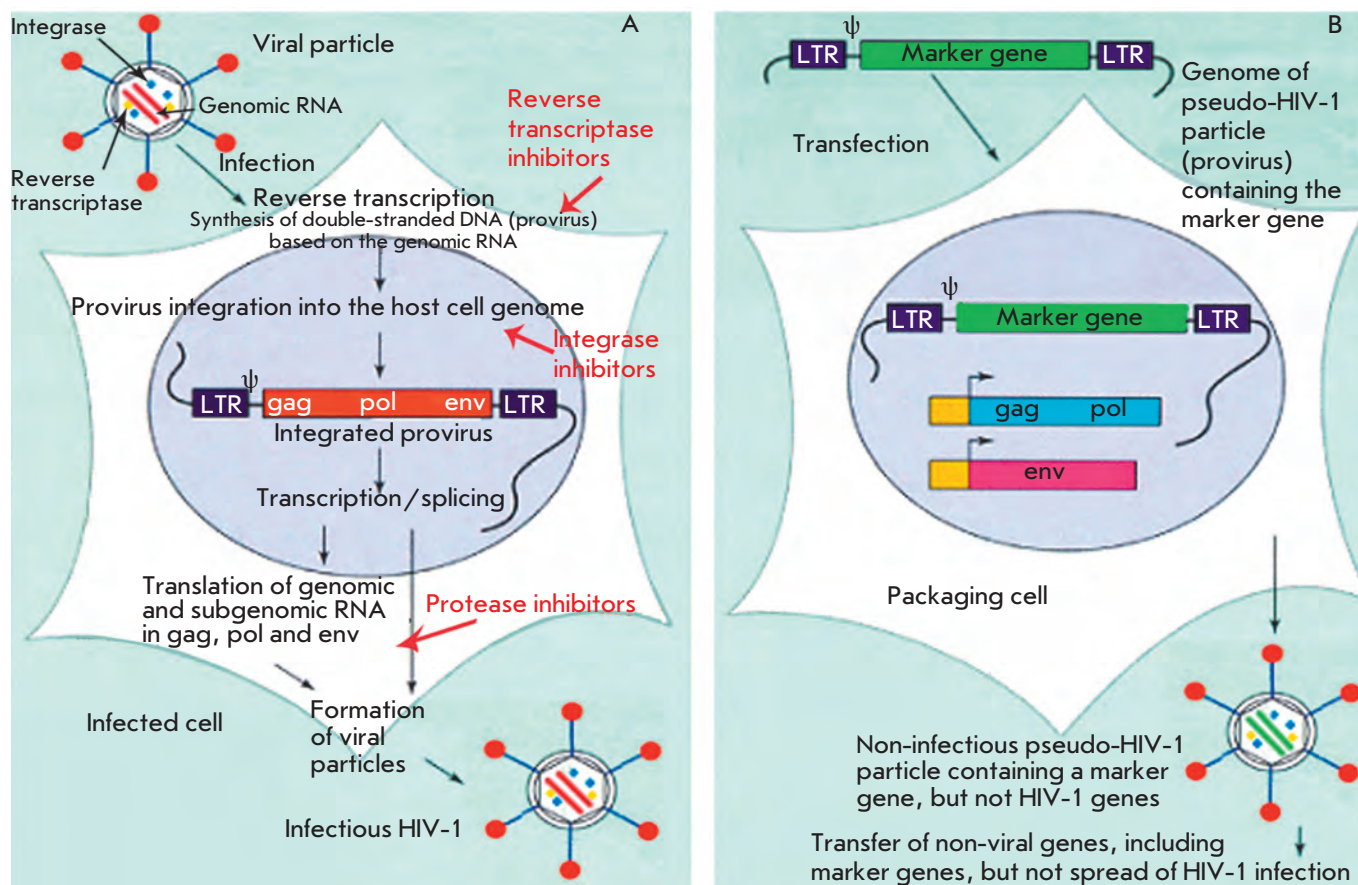 A
Integrase
Viral particle
Genomic RNA
Reverse
transcriptase
Infection
Reverse
transcriptase
inhibitors
Reverse transcription
Synthesis of double-stranded DNA (provirus)
based on the genomic RNA
Provirus integration into the host cell genome
Integrase
inhibitors
ψ
LTR gag pol env LTR
Integrated provirus
Transcription/splicing
Translation of genomic
and subgenomic RNA
in gag, pol and env
Protease inhibitors
Infected cell
Formation
of viral
particles
Infectious HIV-1
B
ψ
LTR Marker gene LTR
Genome of
pseudo-HIV-1
particle
(provirus)
containing the
marker gene
Transfection
ψ
LTR Marker gene LTR
gag pol
env
Packaging cell
Non-infectious pseudo-HIV-1
particle containing a marker
gene, but not HIV-1 genes
Transfer of non-viral genes, including
marker genes, but not spread of HIV-1 infection